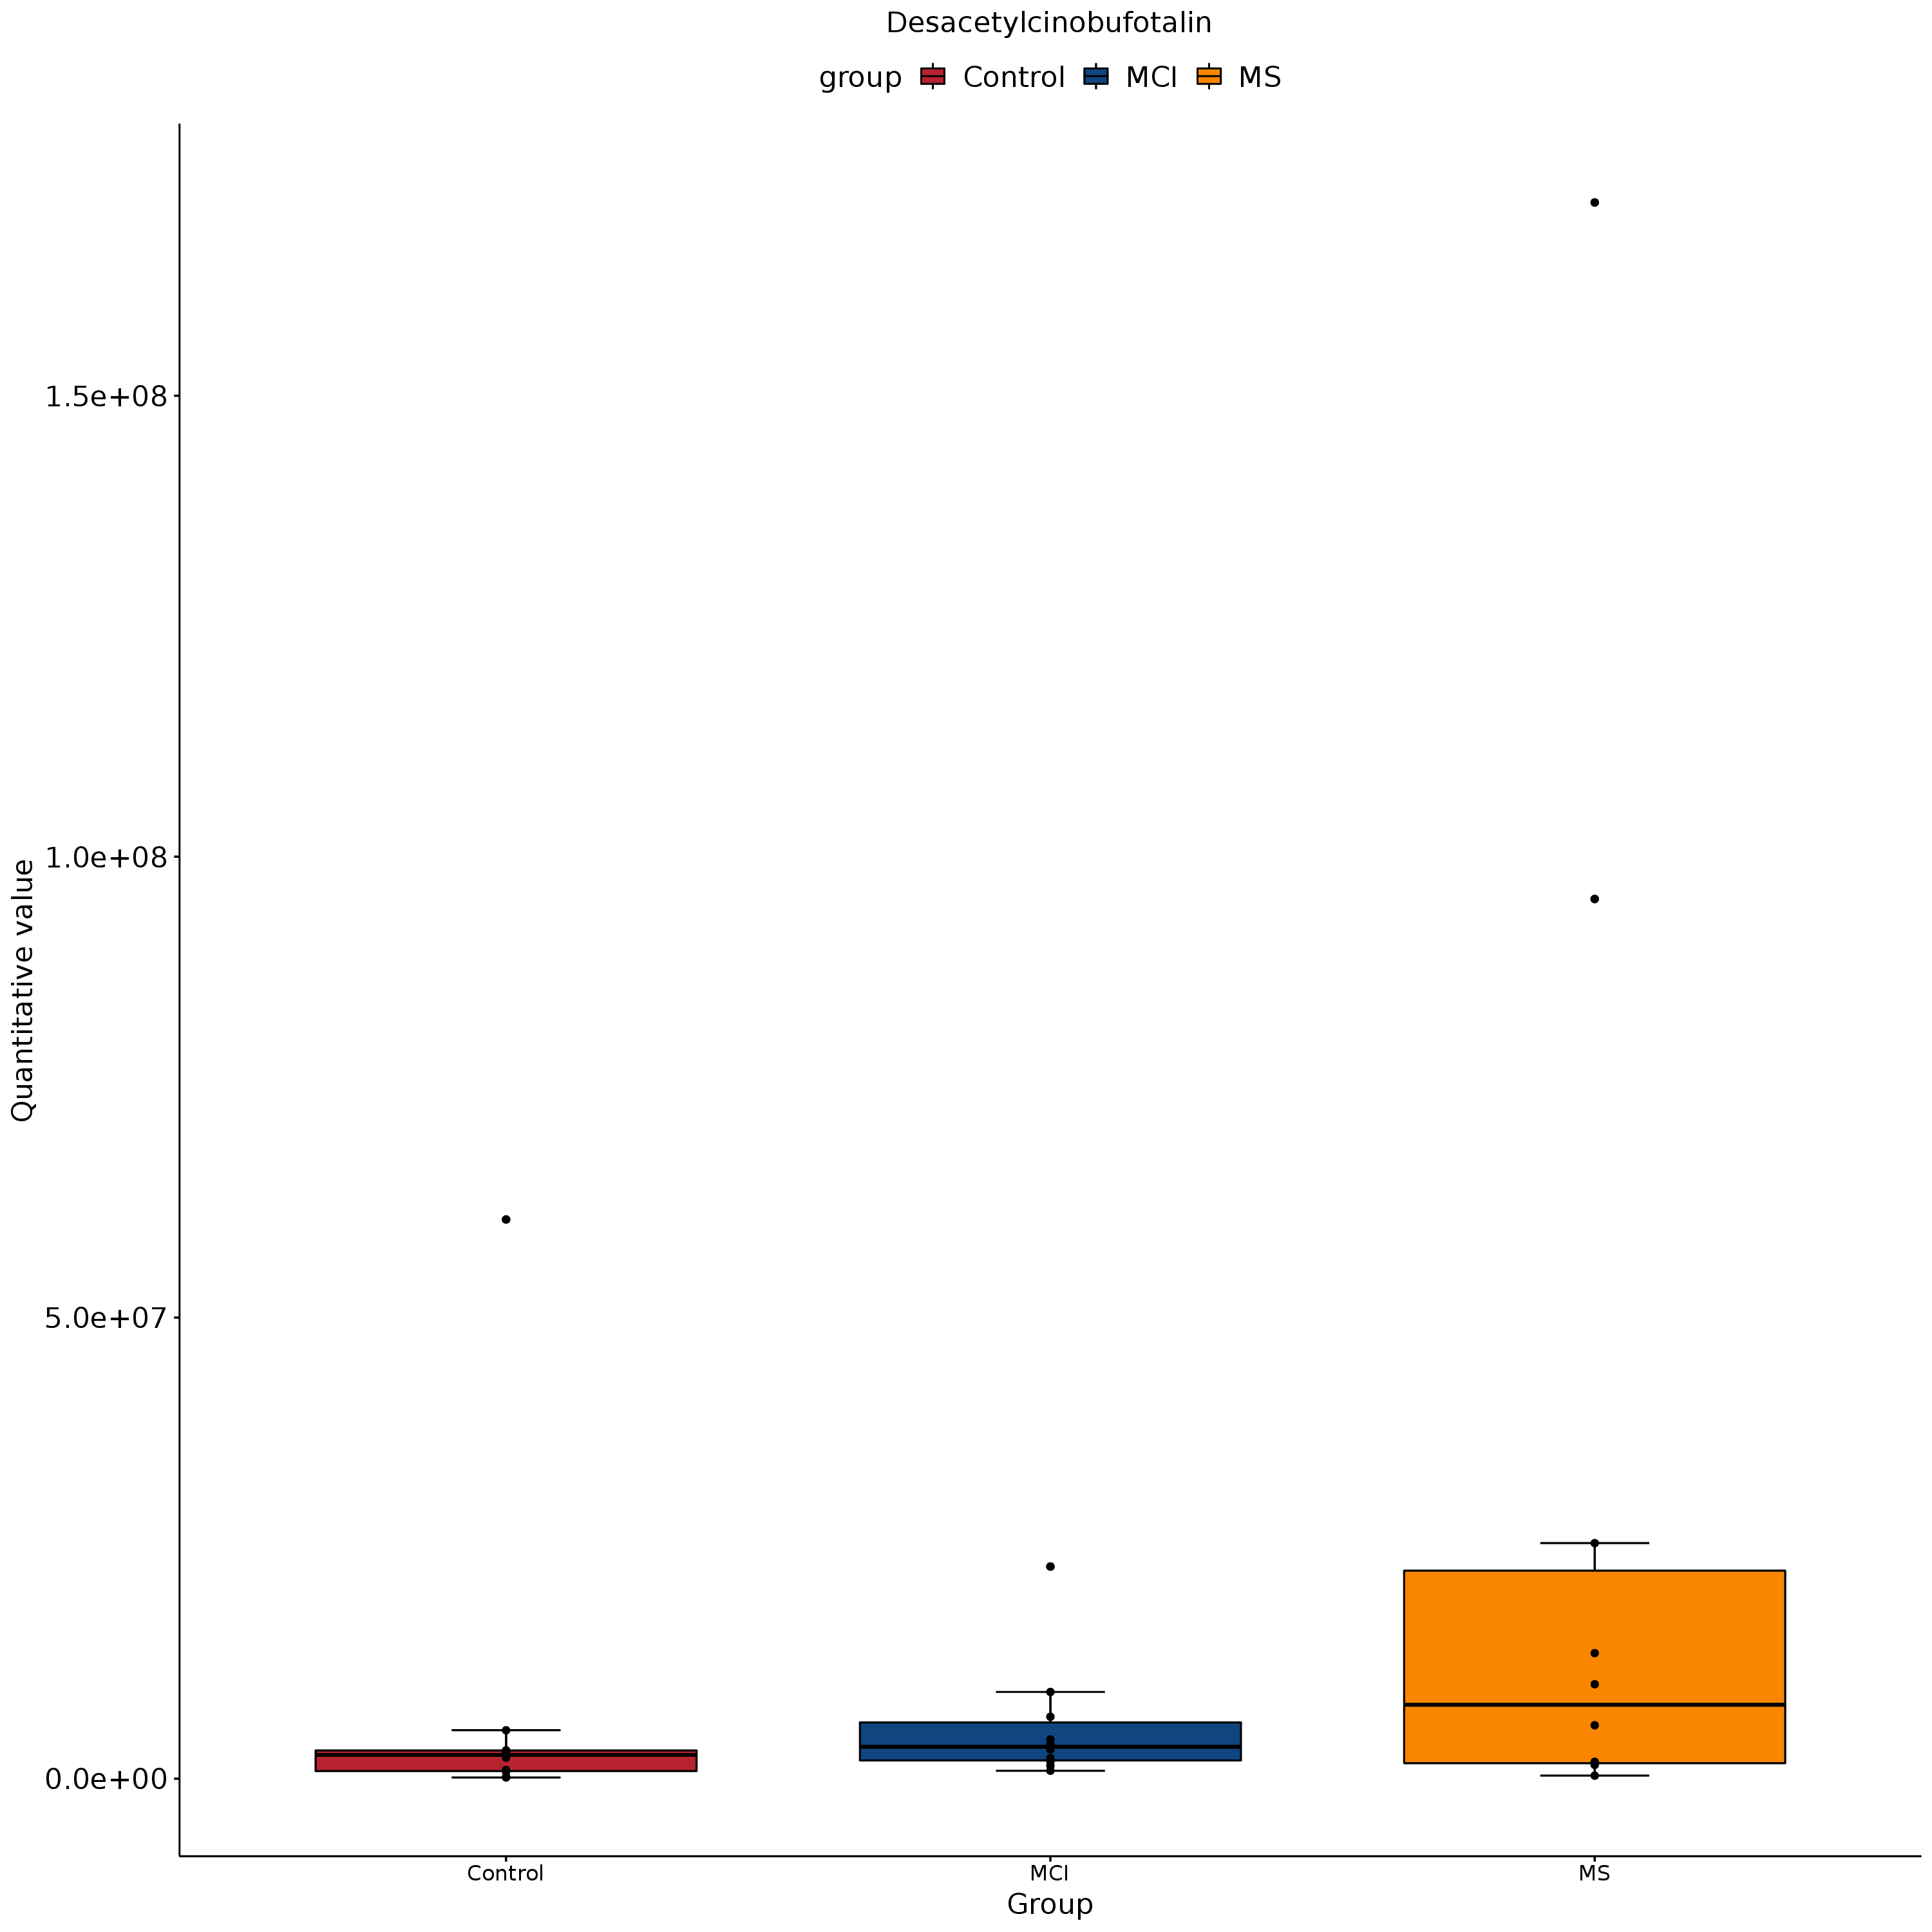 Desacetylcinobufotalin
group Control MCI MS
Quantitative value
1.5e+08
1.0e+08
5.0e+07
0.0e+00
Control MCI MS
Group